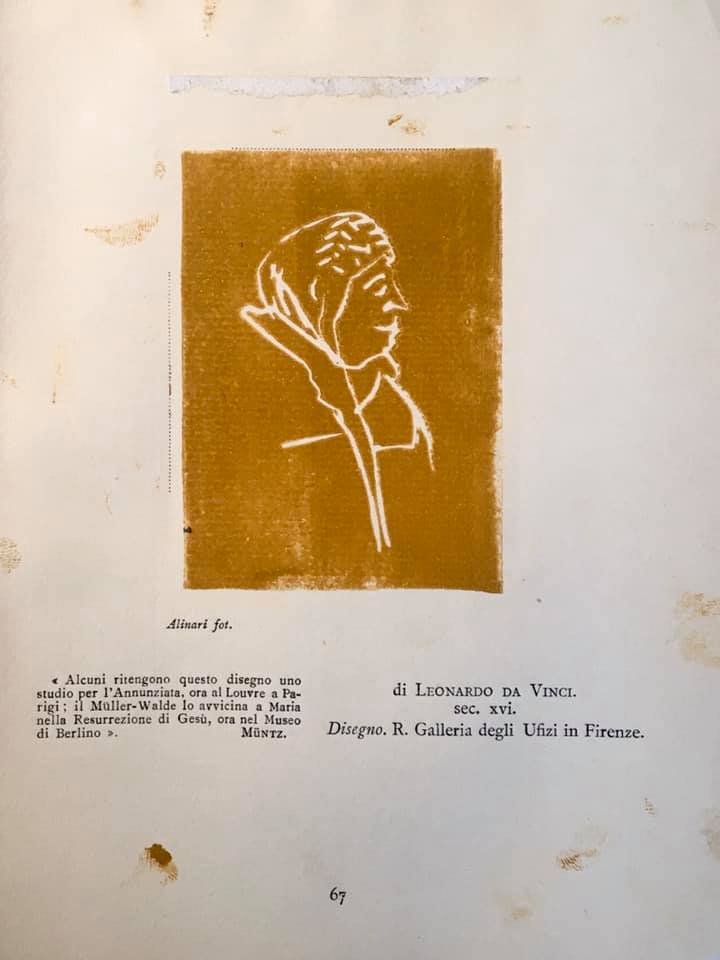 Alinari fot.
« Alcuni ritengono questo disegno uno
studio per l'Annunziata, ora al Louvre a Pa-
rigi ; il Müller-Walde lo avvicina a Maria
nella Resurrezione di Gesù, ora nel Museo
di Berlino ». Müntz.
di Leonardo da Vinci.
sec. xvi.
Disegno. R. Galleria degli Ufizi in Firenze.
67